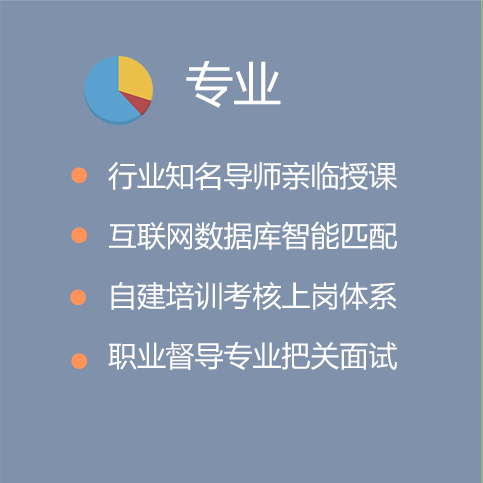 专业
行业知名导师亲临授课
互联网数据库智能匹配
自建培训考核上岗体系
职业督导专业把关面试